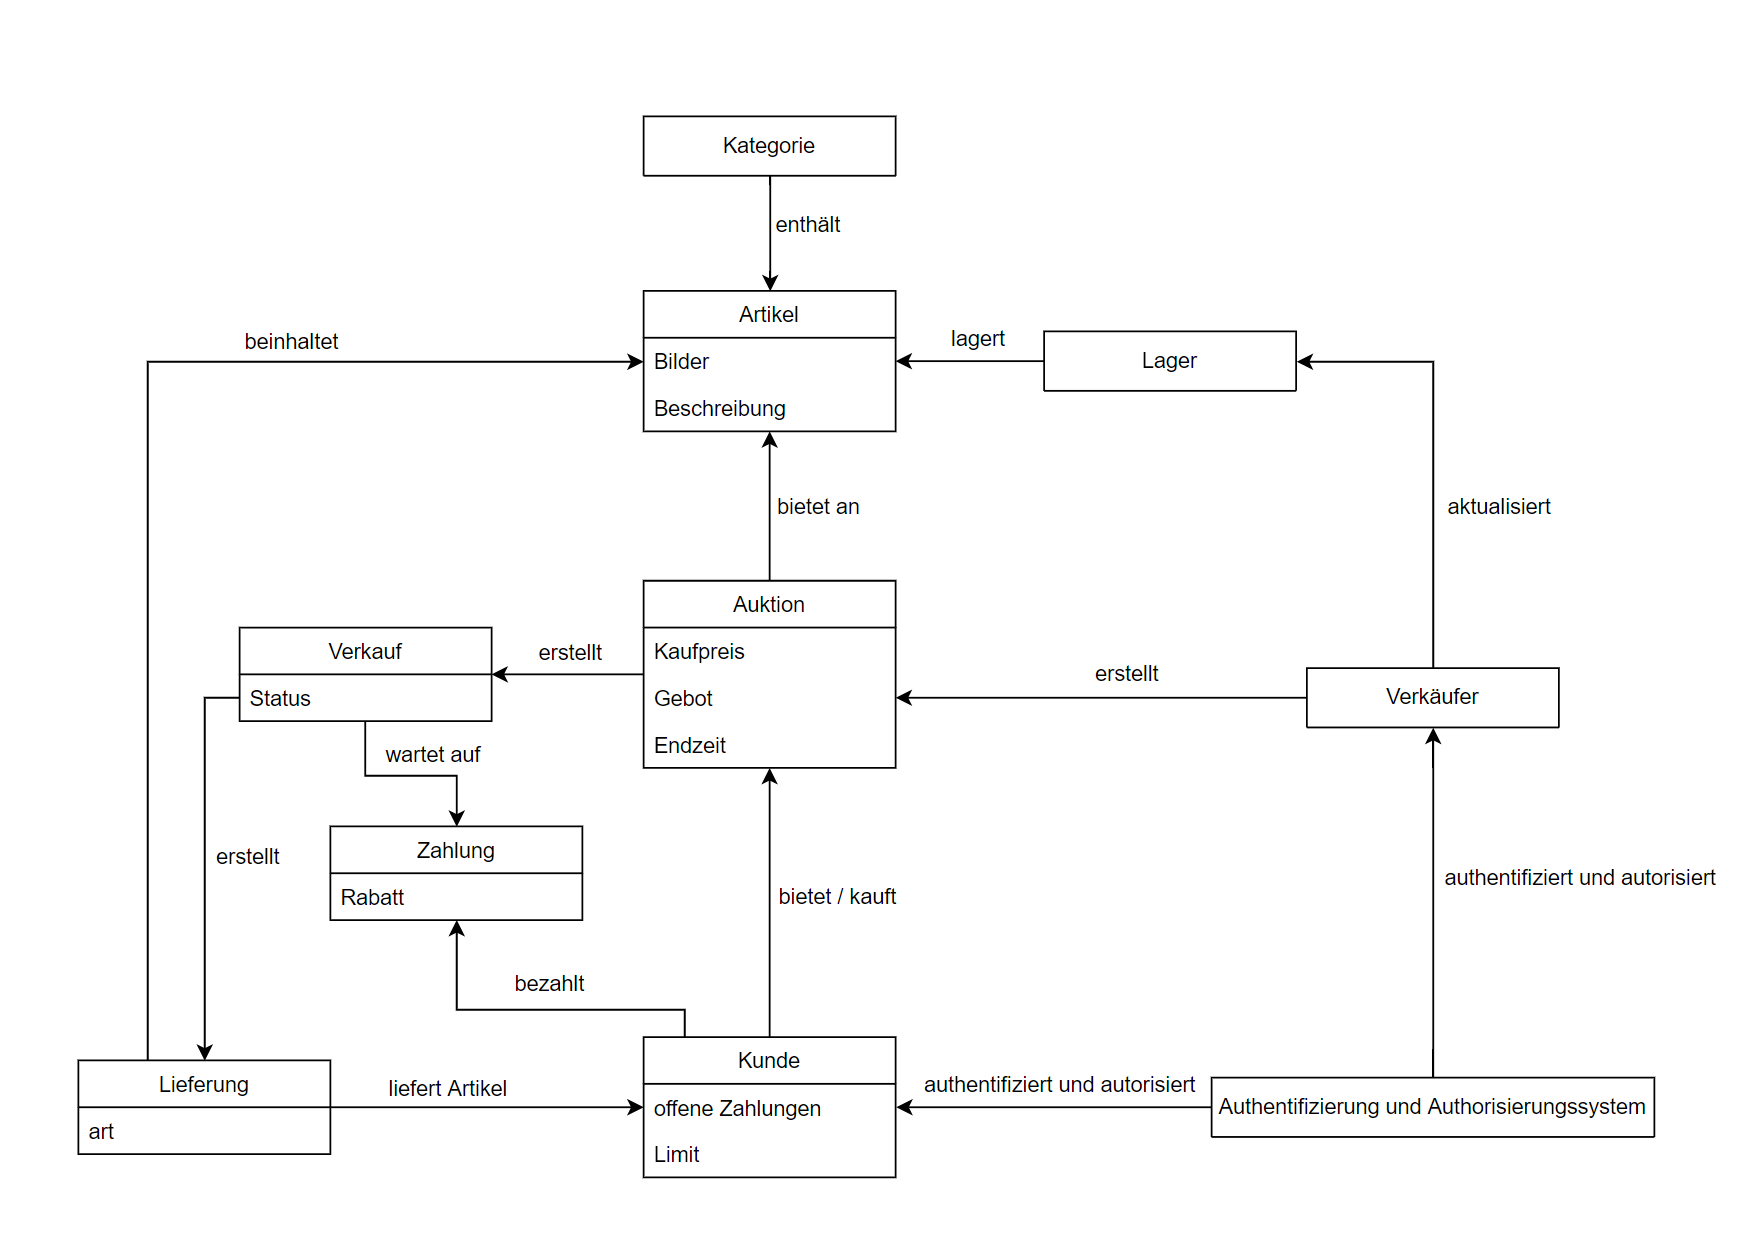 Kategorie
enthält
Artikel
Bilder
Beschreibung
beinhaltet
lagert
Lager
bietet an
aktualisiert
Auktion
Kaufpreis
Gebot
Endzeit
Verkauf
Status
erstellt
erstellt
Verkäufer
wartet auf
Zahlung
Rabatt
erstellt
bietet / kauft
authentifiziert und autorisiert
bezahlt
Kunde
offene Zahlungen
Limit
Lieferung
art
liefert Artikel
authentifiziert und autorisiert
Authentifizierung und Authorisierungssystem